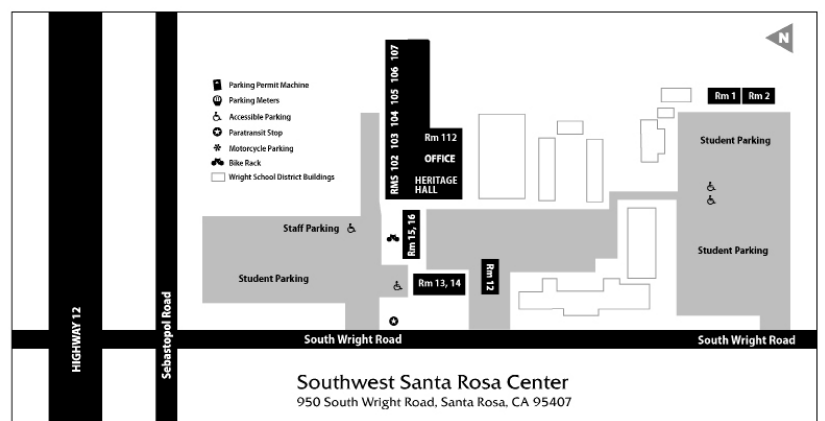 N
107
106
105
104
103
RMS 102
Rm 112
OFFICE
HERITAGE
HALL
Parking Permit Machine
Parking Meters
Accessible Parking
Paratransit Stop
Motorcycle Parking
Bike Rack
Wright School District Buildings
Rm 1
Rm 2
Student Parking
Student Parking
Staff Parking
Student Parking
Rm 15, 16
Rm 13, 14
Rm 12
HIGHWAY 12
Sebastopol Road
South Wright Road
South Wright Road
Southwest Santa Rosa Center
950 South Wright Road, Santa Rosa, CA 95407